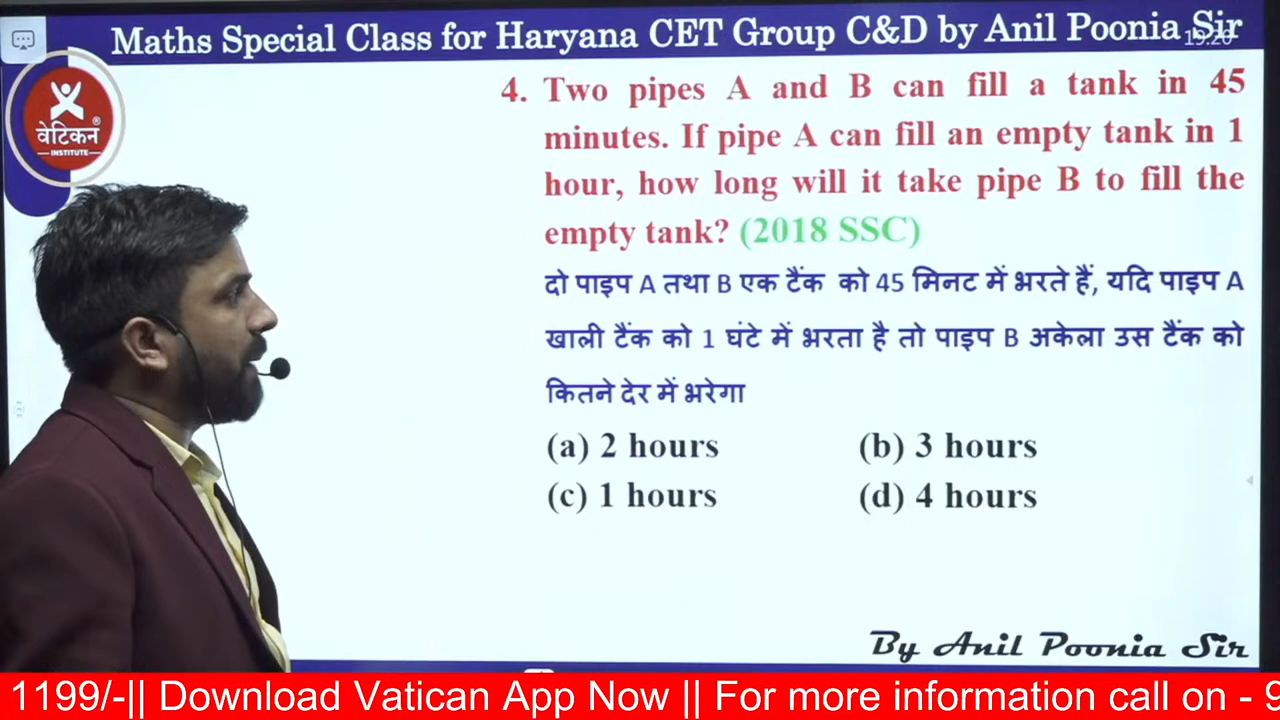 Maths Special Class for Haryana CET Group C&D by Anil Poonia Sir
19:20
वेटिकन®
INSTITUTE
4. Two pipes A and B can fill a tank in 45
minutes. If pipe A can fill an empty tank in 1
hour, how long will it take pipe B to fill the
empty tank? (2018 SSC)
दो पाइप A तथा B एक टैंक को 45 मिनट में भरते हैं, यदि पाइप A
खाली टैंक को 1 घंटे में भरता है तो पाइप B अकेला उस टैंक को
कितने देर में भरेगा
(a) 2 hours (b) 3 hours
(c) 1 hours (d) 4 hours
By Anil Poonia Sir
1199/-|| Download Vatican App Now || For more information call on - 9